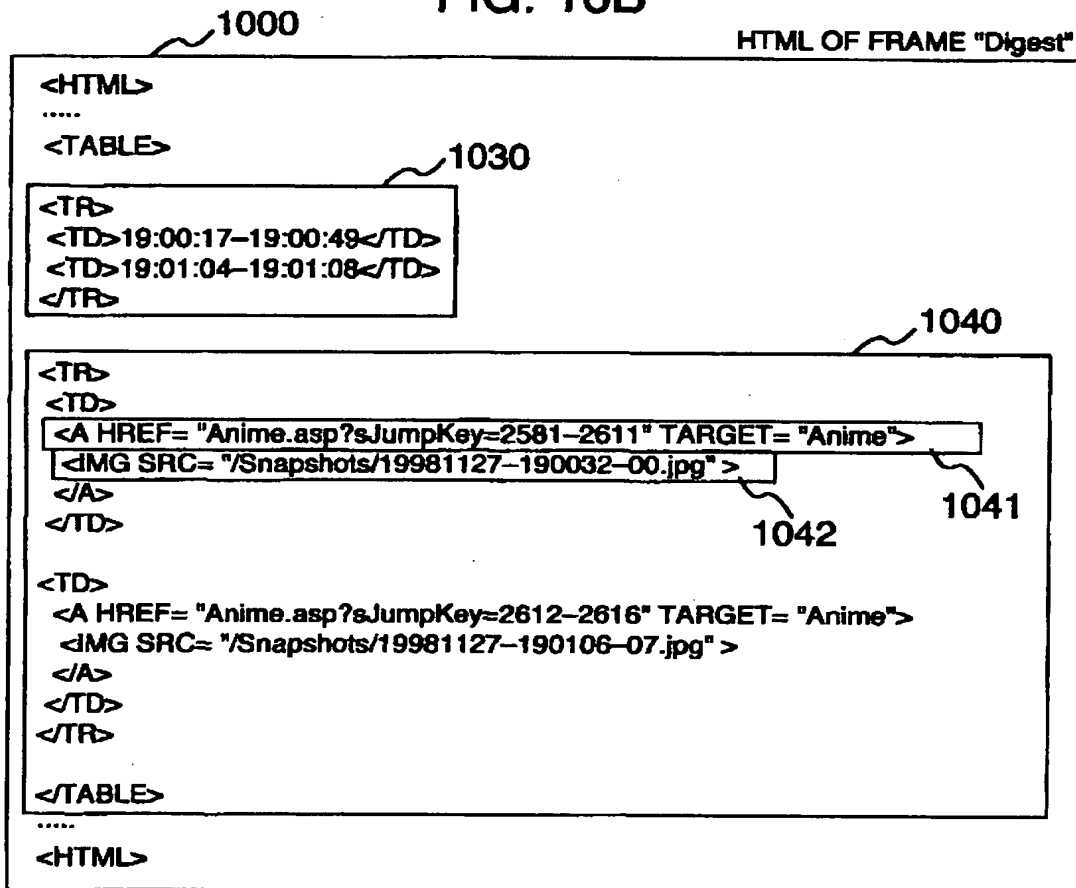 FIG. 10B
1000
HTML OF FRAME "Digest"
<HTML>
.....
<TABLE>
1030
<TR>
<TD>19:00:17–19:00:49</TD>
<TD>19:01:04–19:01:08</TD>
</TR>
1040
<TR>
<TD>
<A HREF= "Anime.asp?sJumpKey=2581–2611" TARGET= "Anime">
<IMG SRC= "/Snapshots/19981127–190032–00.jpg" >
</A>
1041
</TD>
1042
<TD>
<A HREF= "Anime.asp?sJumpKey=2612–2616" TARGET= "Anime">
<IMG SRC= "/Snapshots/19981127–190106–07.jpg" >
</A>
</TD>
</TR>
</TABLE>
.....
<HTML>